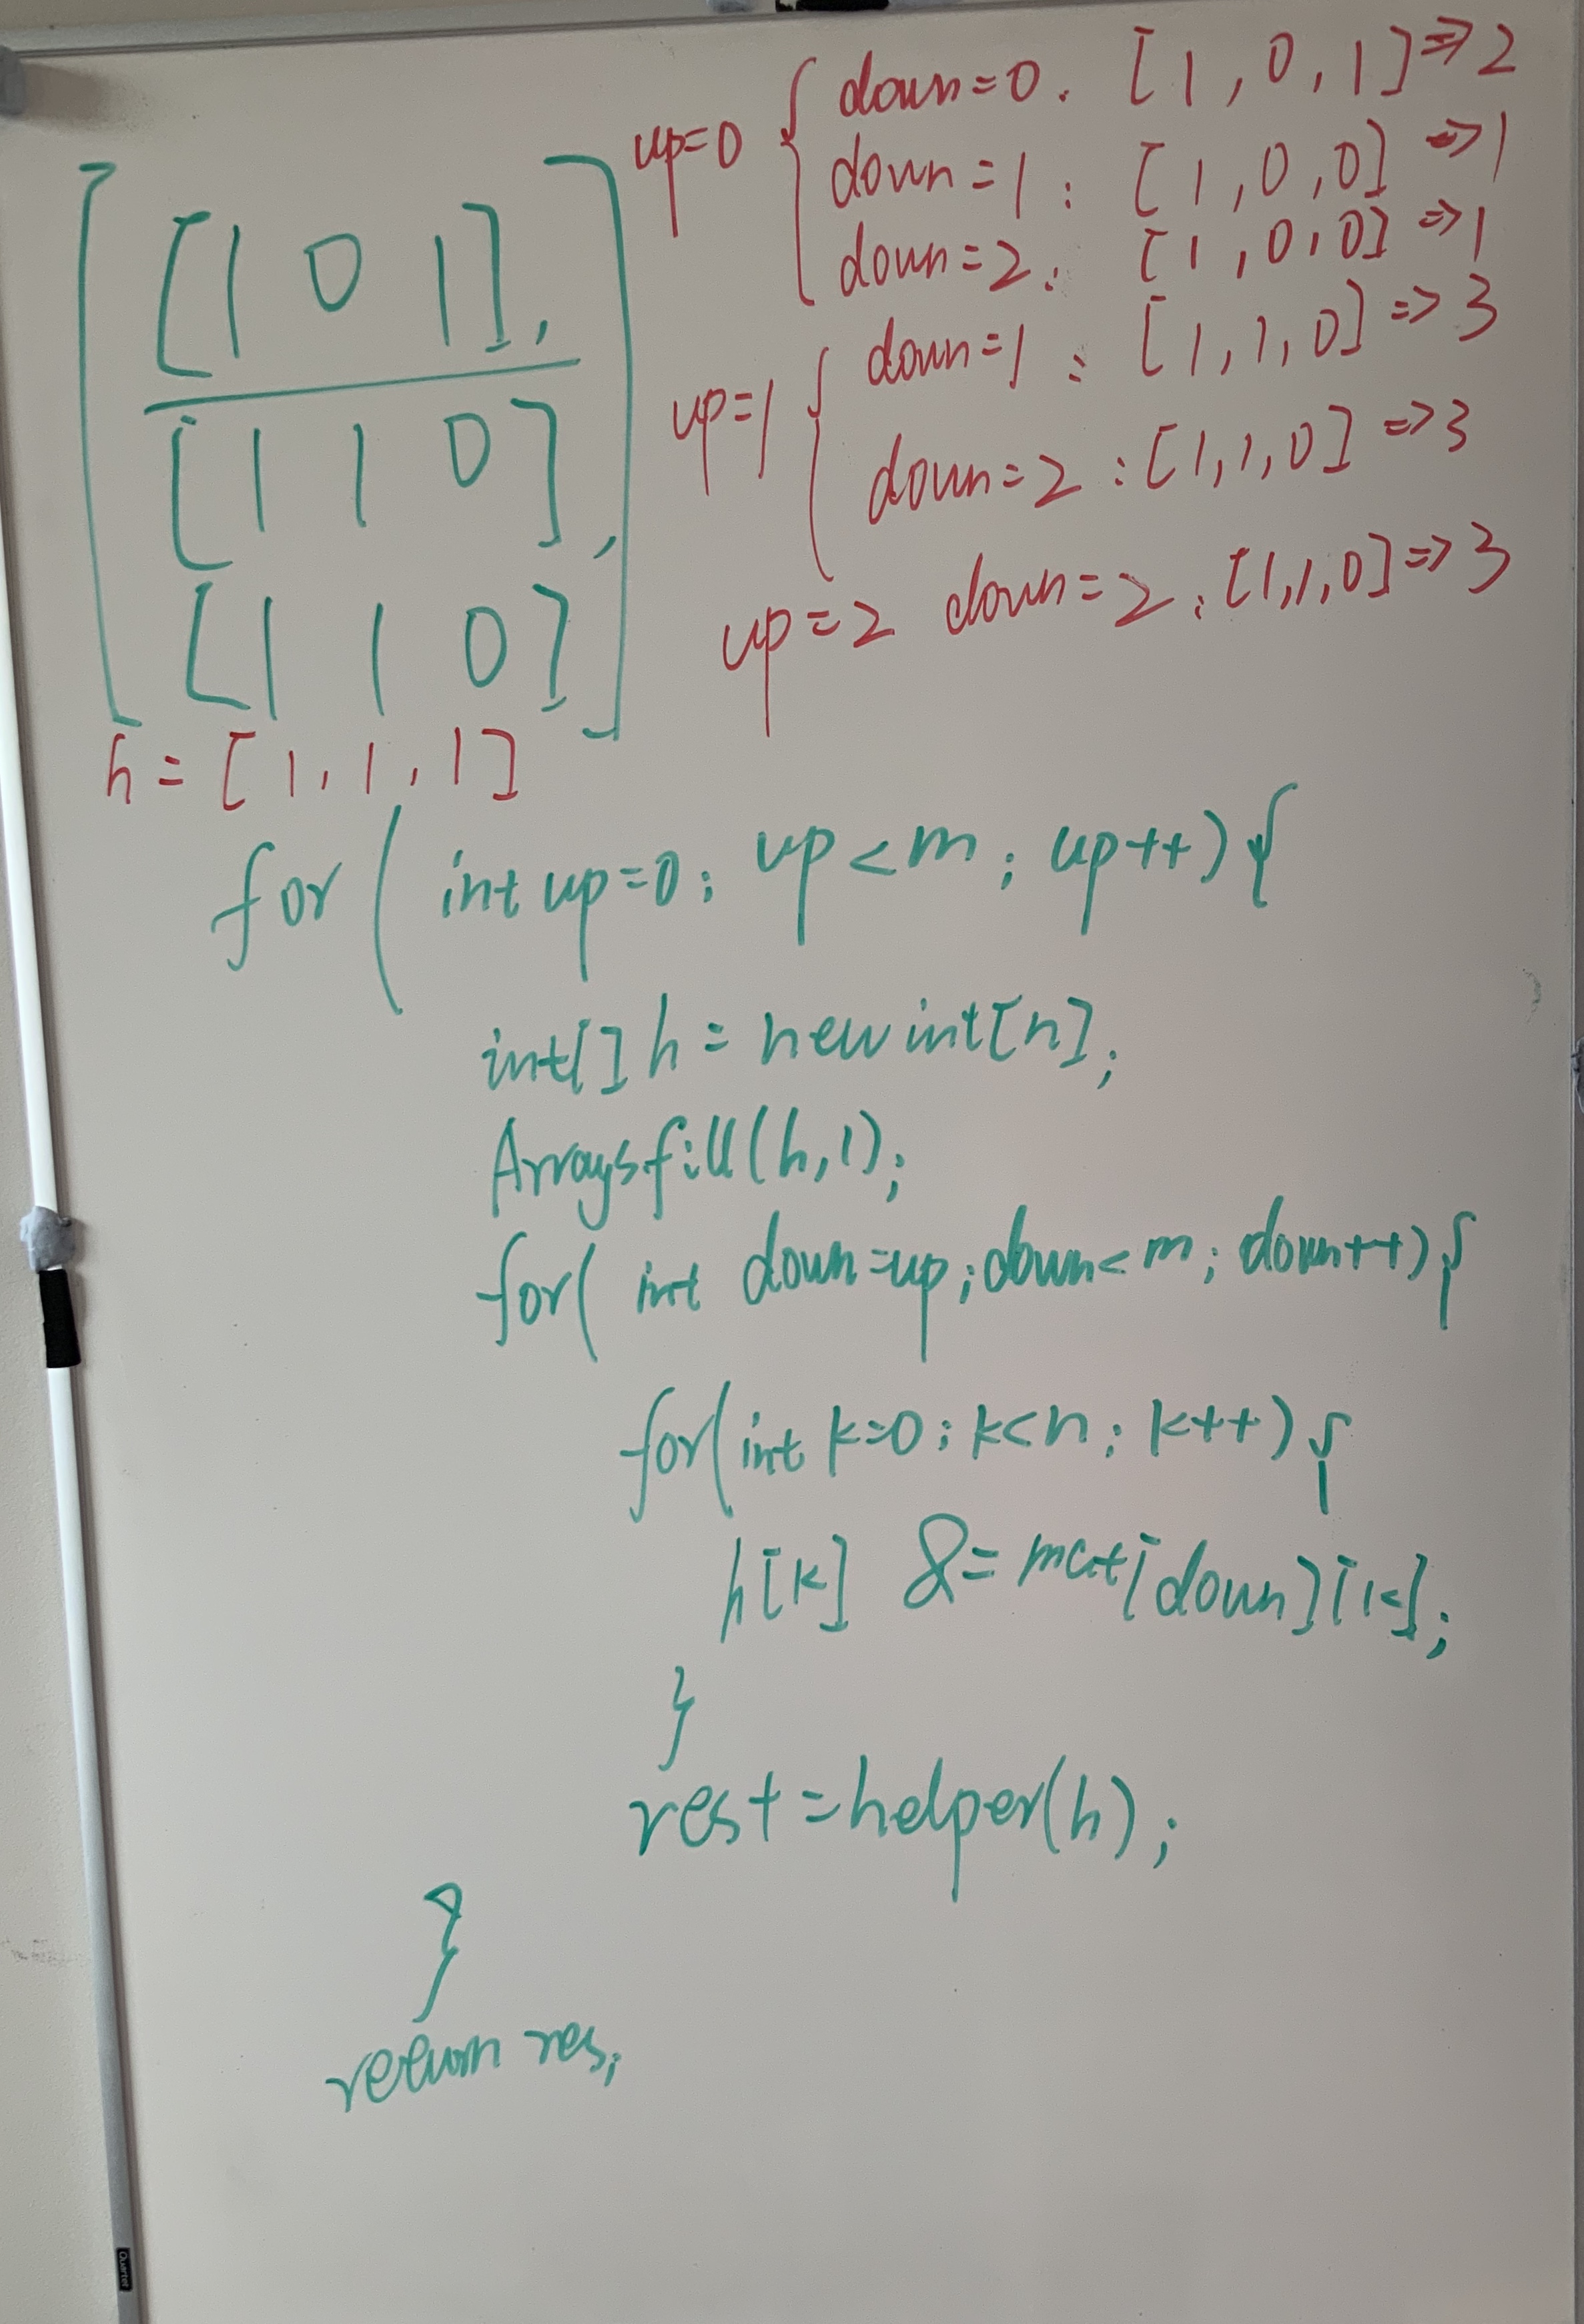 up=0 { down=0. [1,0,1]=>2
down=1: [1,0,0]=>1
down=2: [1,0,0]=>1
up=1 { down=1: [1,1,0]=>3
down=2:[1,1,0]=>3
up=2 down=2:[1,1,0]=>3
[[1 0 1],
[1 1 0],
[1 1 0]]
h=[1,1,1]
for(int up=0; up<m; up++){
int[] h = new int[n];
Arrays.fill(h,1);
for(int down=up;down<m;down++){
for(int k=0;k<n;k++){
h[k] &= mat[down][k];
}
res+=helper(h);
}
return res;
Quartet